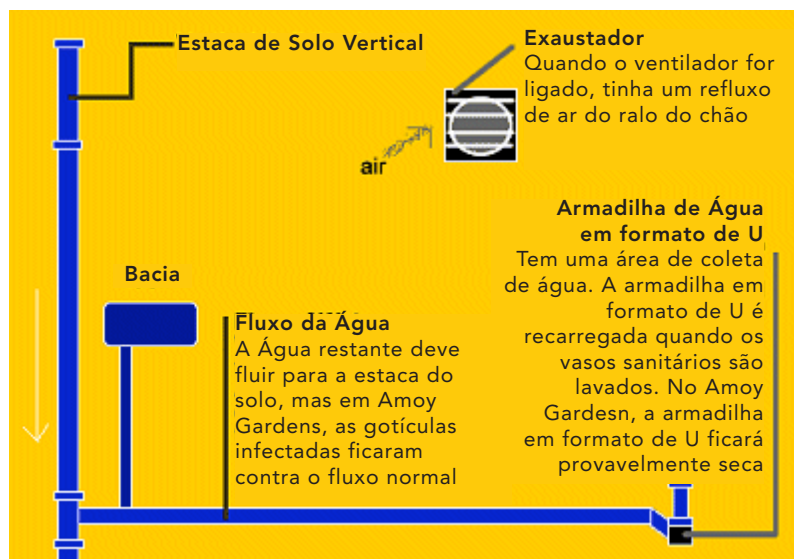 Estaca de Solo Vertical
Exaustador
Quando o ventilador for
ligado, tinha um refluxo
de ar do ralo do chão
air
Armadilha de Água
em formato de U
Tem uma área de coleta
de água. A armadilha em
formato de U é
recarregada quando os
vasos sanitários são
lavados. No Amoy
Gardesn, a armadilha
em formato de U ficará
provavelmente seca
Bacia
Fluxo da Água
A Água restante deve
fluir para a estaca do
solo, mas em Amoy
Gardens, as gotículas
infectadas ficaram
contra o fluxo normal